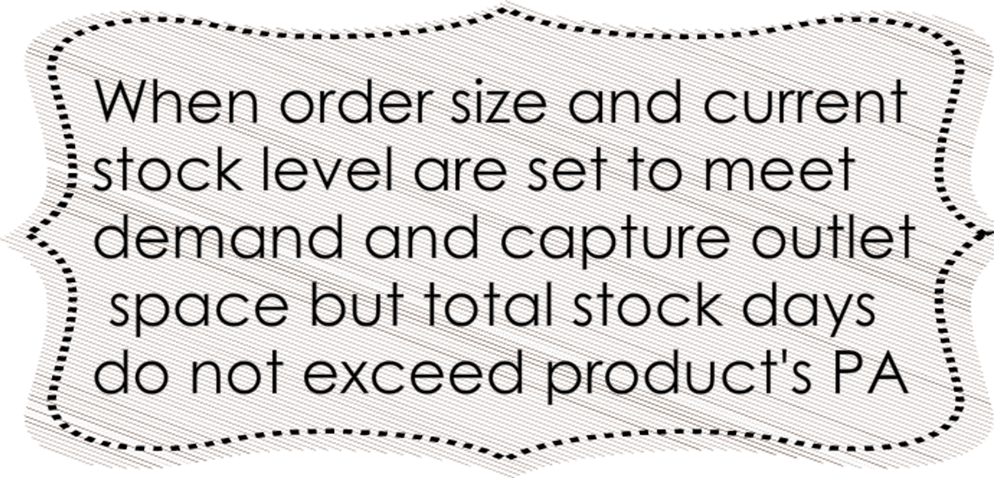 When order size and current
stock level are set to meet
demand and capture outlet
space but total stock days
do not exceed product's PA